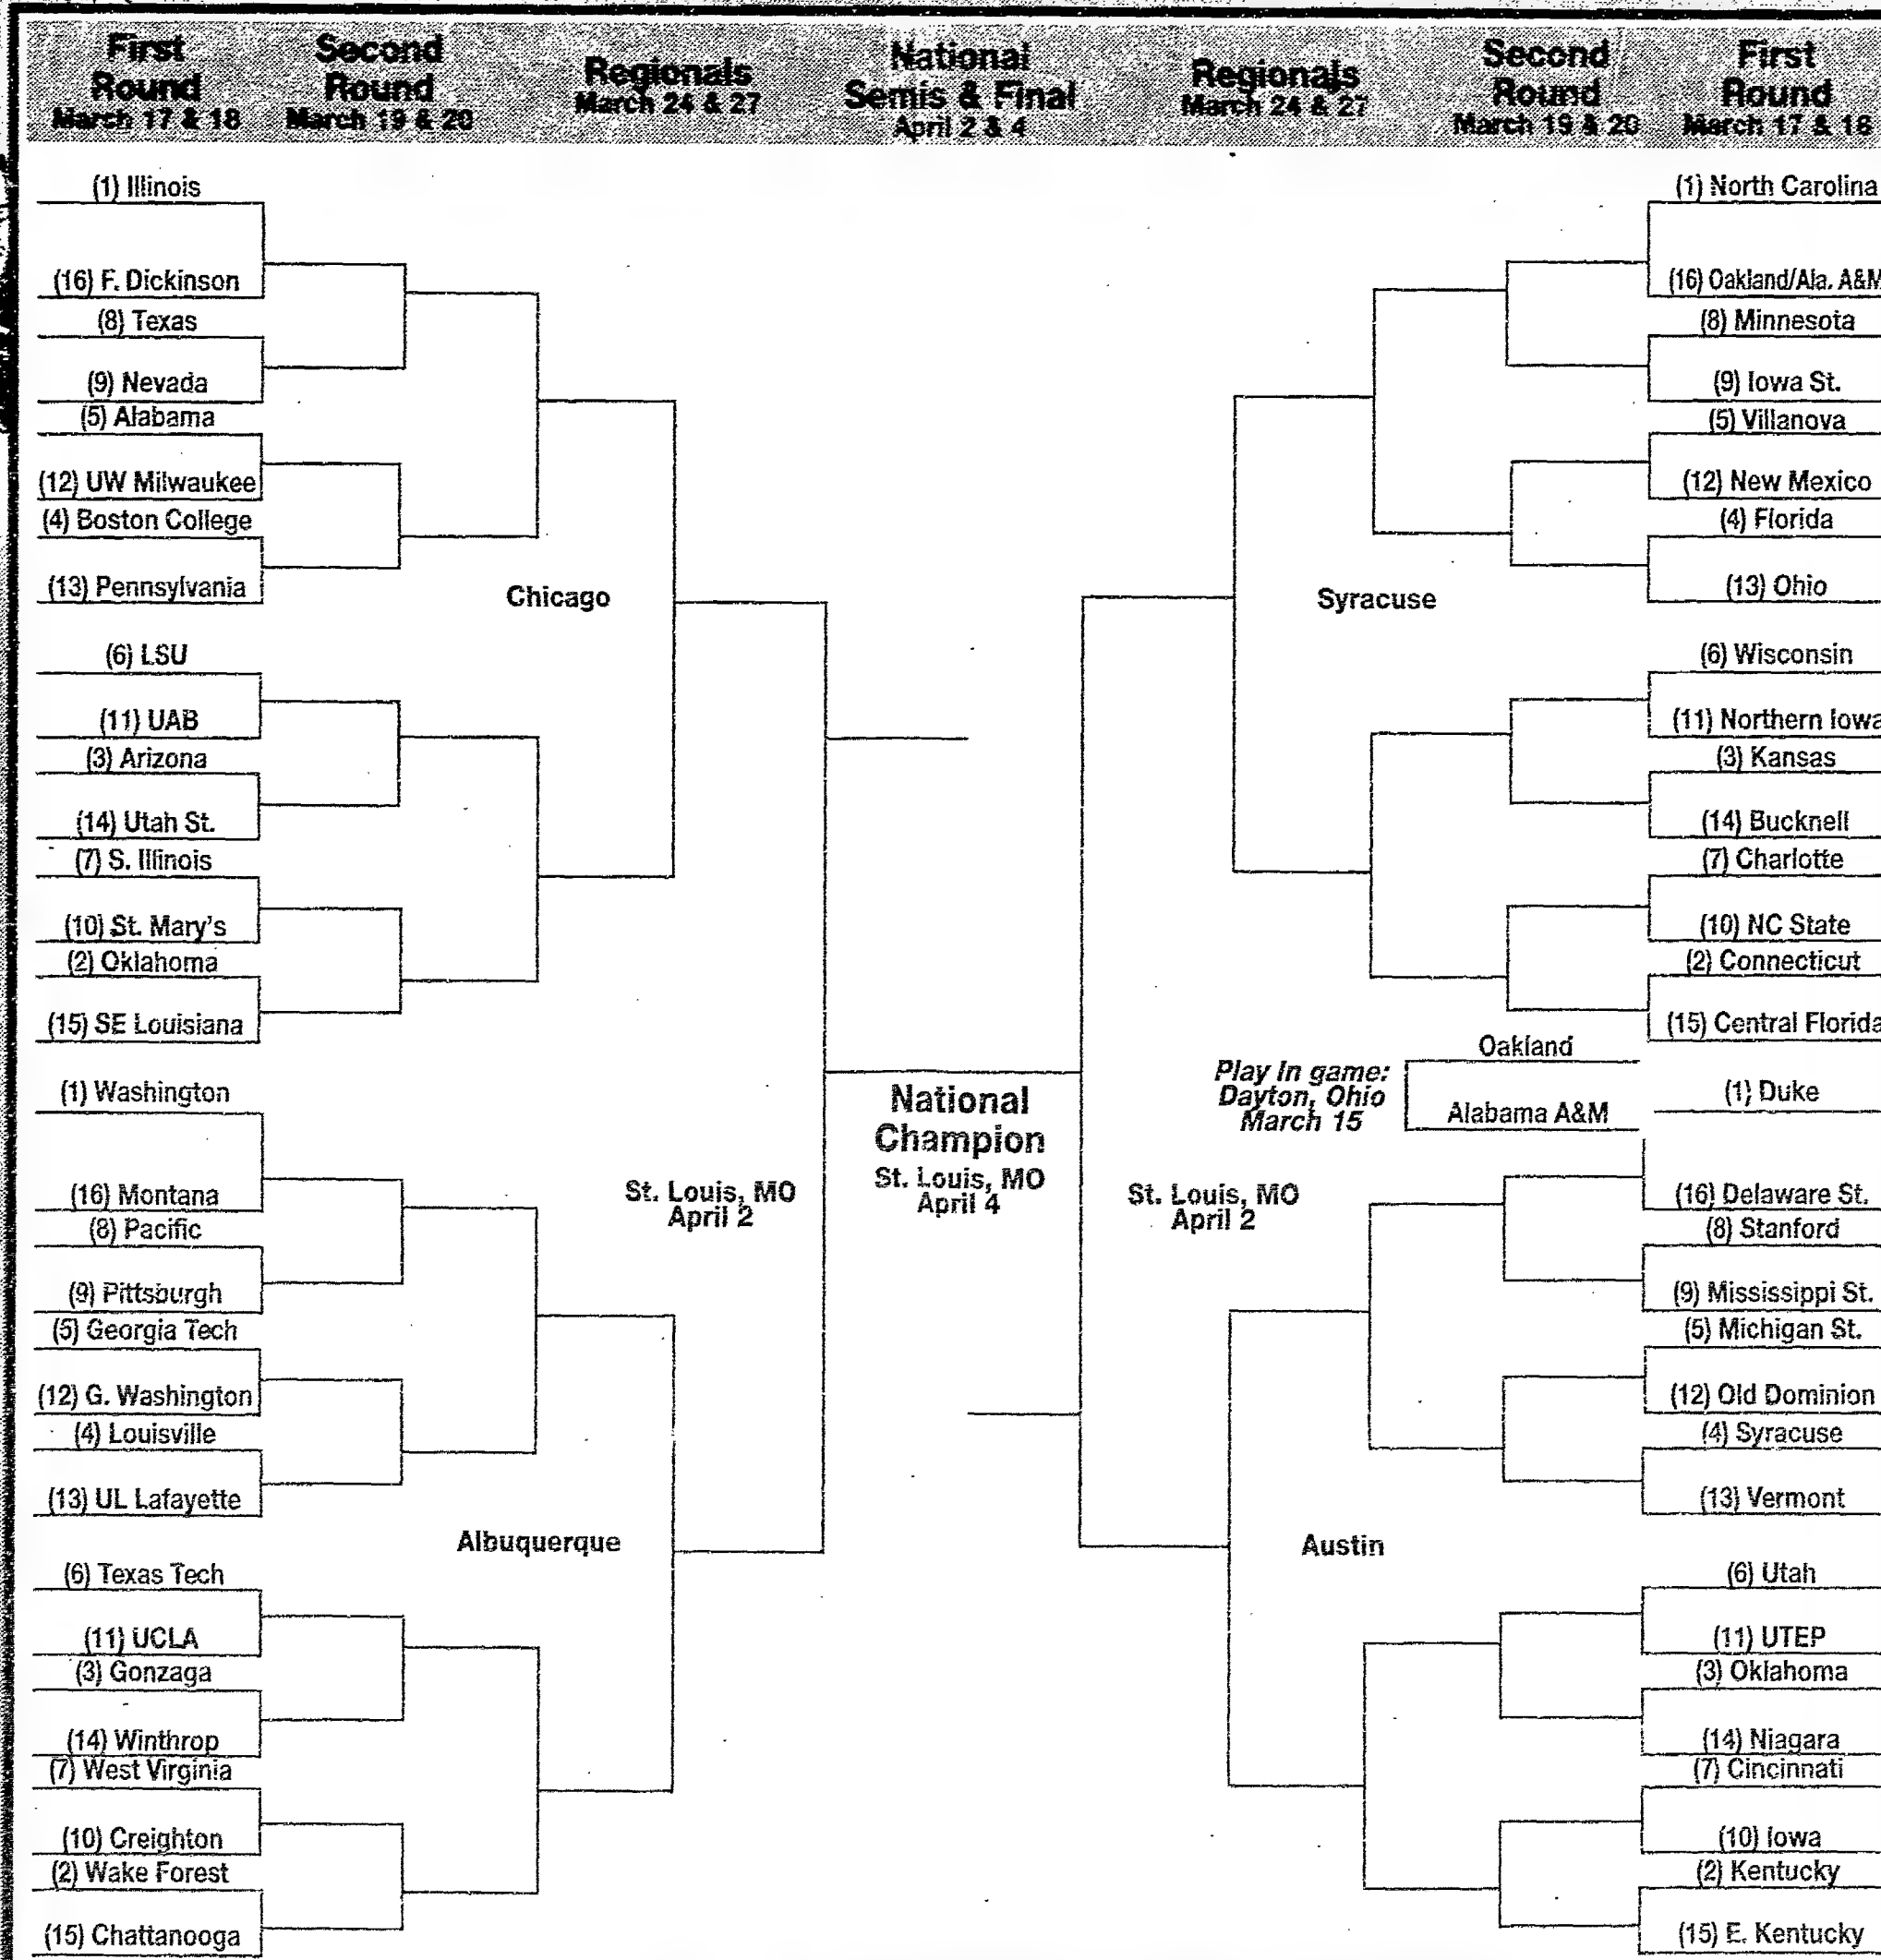 First Round March 17 & 18
Second Round March 19 & 20
Regionals March 24 & 27
National Semis & Final April 2 & 4
Regionals March 24 & 27
Second Round March 19 & 20
First Round March 17 & 18
(1) Illinois
(16) F. Dickinson
(8) Texas
(9) Nevada
(5) Alabama
(12) UW Milwaukee
(4) Boston College
(13) Pennsylvania
Chicago
(6) LSU
(11) UAB
(3) Arizona
(14) Utah St.
(7) S. Illinois
(10) St. Mary's
(2) Oklahoma
(15) SE Louisiana
(1) Washington
(16) Montana
(8) Pacific
(9) Pittsburgh
(5) Georgia Tech
(12) G. Washington
(4) Louisville
(13) UL Lafayette
Albuquerque
(6) Texas Tech
(11) UCLA
(3) Gonzaga
(14) Winthrop
(7) West Virginia
(10) Creighton
(2) Wake Forest
(15) Chattanooga
St. Louis, MO
April 2
National
Champion
St. Louis, MO
April 4
St. Louis, MO
April 2
(1) North Carolina
(16) Oakland/Ala. A&M
(8) Minnesota
(9) Iowa St.
(5) Villanova
(12) New Mexico
(4) Florida
(13) Ohio
Syracuse
(6) Wisconsin
(11) Northern Iowa
(3) Kansas
(14) Bucknell
(7) Charlotte
(10) NC State
(2) Connecticut
(15) Central Florida
Play In game:
Dayton, Ohio
March 15
Oakland
Alabama A&M
(1) Duke
(16) Delaware St.
(8) Stanford
(9) Mississippi St.
(5) Michigan St.
(12) Old Dominion
(4) Syracuse
(13) Vermont
Austin
(6) Utah
(11) UTEP
(3) Oklahoma
(14) Niagara
(7) Cincinnati
(10) Iowa
(2) Kentucky
(15) E. Kentucky